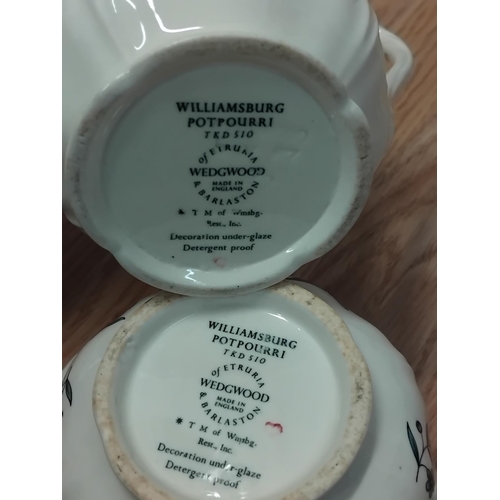 WILLIAMSBURG
POTPOURRI
TKD 510
of ETRURIA
WEDGWOOD
MADE IN
ENGLAND
& BARLASTON
* T M of Wmsbg.
Rest., Inc.
Decoration under-glaze
Detergent proof
WILLIAMSBURG
POTPOURRI
TKD 510
of ETRURIA
WEDGWOOD
MADE IN
ENGLAND
& BARLASTON
* T M of Wmsbg.
Rest., Inc.
Decoration under-glaze
Detergent proof